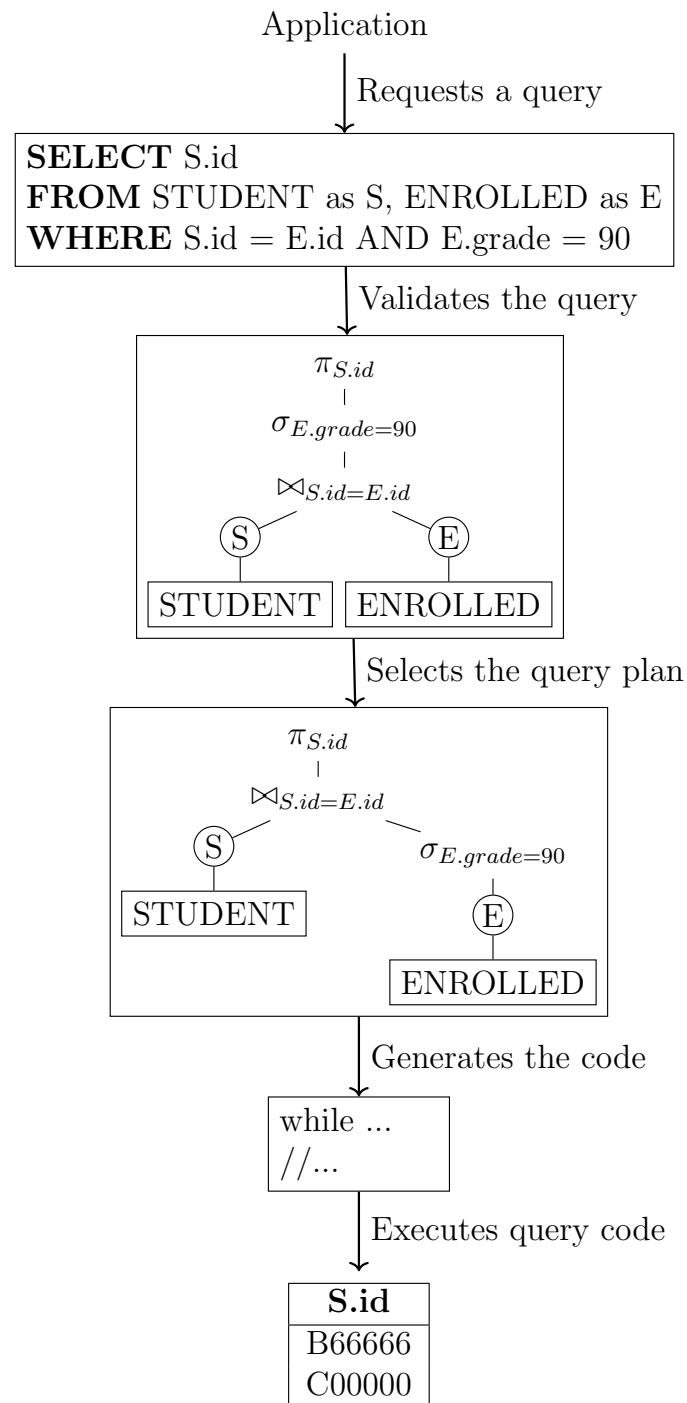 Application
Requests a query
SELECT S.id
FROM STUDENT as S, ENROLLED as E
WHERE S.id = E.id AND E.grade = 90
Validates the query
π_{S.id}
σ_{E.grade=90}
⋈_{S.id=E.id}
S E
STUDENT ENROLLED
Selects the query plan
π_{S.id}
⋈_{S.id=E.id}
S σ_{E.grade=90}
STUDENT E
ENROLLED
Generates the code
while ...
//...
Executes query code
S.id
B66666
C00000